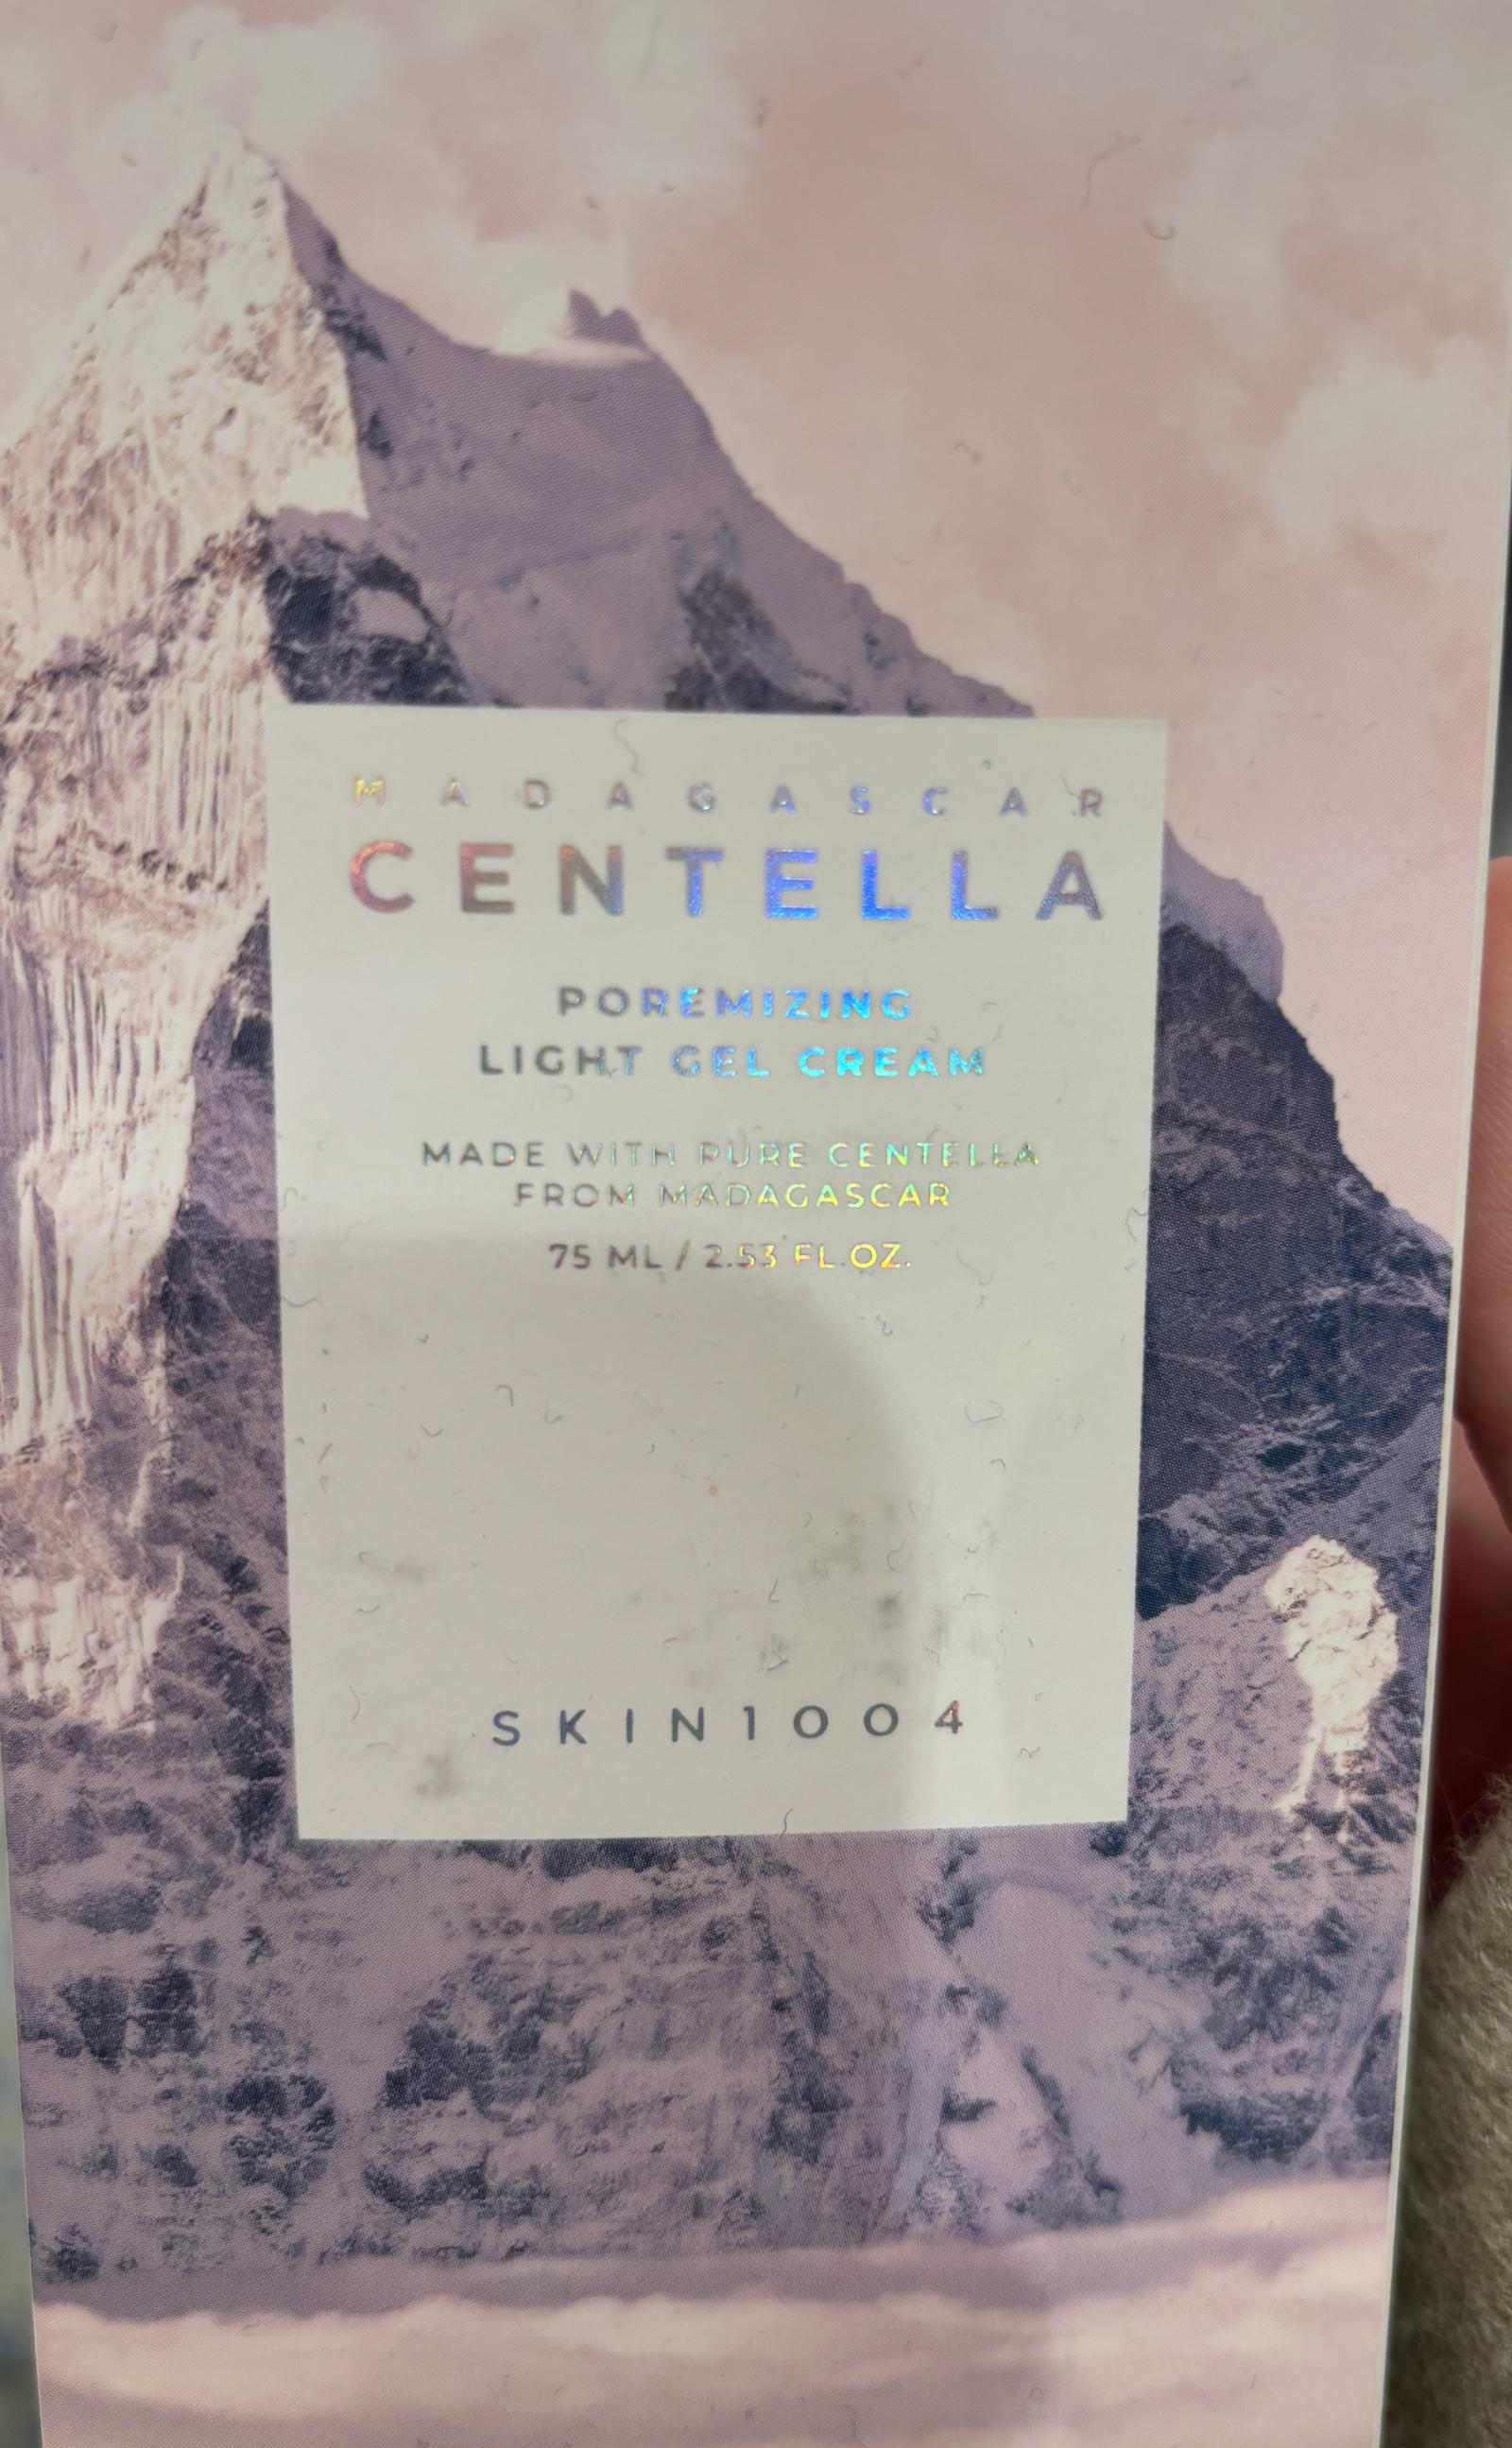 MADAGASCAR
CENTELLA
POREMIZING
LIGHT GEL CREAM
MADE WITH PURE CENTELLA
FROM MADAGASCAR
75 ML / 2.53 FL.OZ.
SKIN1004